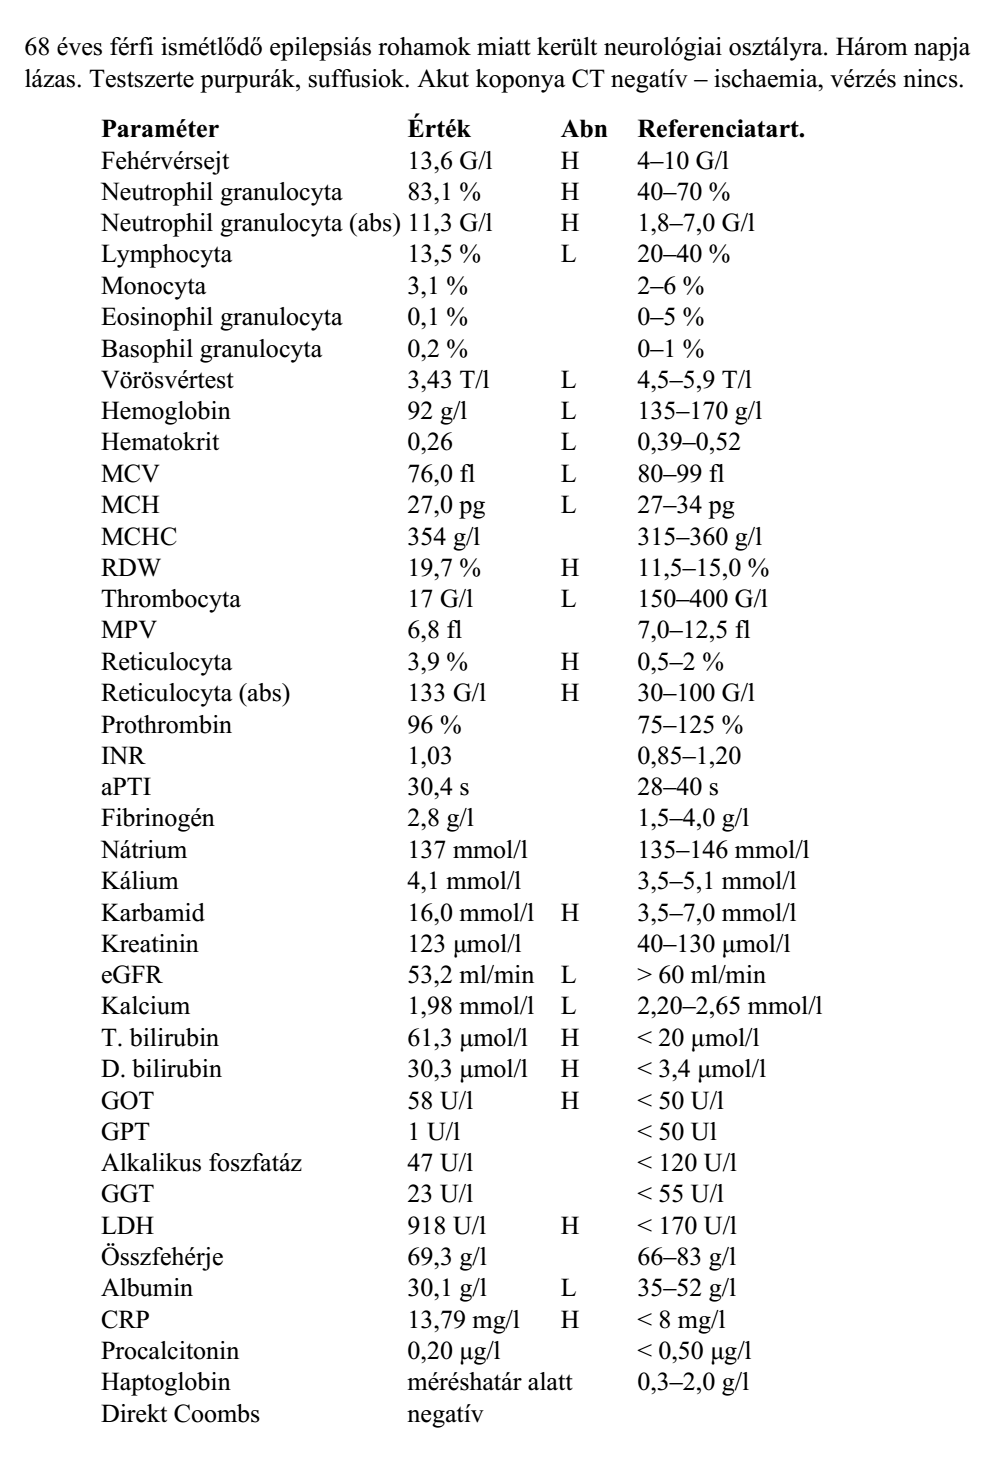 68 éves férfi ismétlődő epilepsiás rohamok miatt került neurológiai osztályra. Három napja
lázas. Testszerte purpurák, suffusiok. Akut koponya CT negatív – ischaemia, vérzés nincs.
Paraméter Érték Abn Referenciatart.
Fehérvérsejt 13,6 G/l H 4–10 G/l
Neutrophil granulocyta 83,1 % H 40–70 %
Neutrophil granulocyta (abs) 11,3 G/l H 1,8–7,0 G/l
Lymphocyta 13,5 % L 20–40 %
Monocyta 3,1 % 2–6 %
Eosinophil granulocyta 0,1 % 0–5 %
Basophil granulocyta 0,2 % 0–1 %
Vörösvértest 3,43 T/l L 4,5–5,9 T/l
Hemoglobin 92 g/l L 135–170 g/l
Hematokrit 0,26 L 0,39–0,52
MCV 76,0 fl L 80–99 fl
MCH 27,0 pg L 27–34 pg
MCHC 354 g/l 315–360 g/l
RDW 19,7 % H 11,5–15,0 %
Thrombocyta 17 G/l L 150–400 G/l
MPV 6,8 fl 7,0–12,5 fl
Reticulocyta 3,9 % H 0,5–2 %
Reticulocyta (abs) 133 G/l H 30–100 G/l
Prothrombin 96 % 75–125 %
INR 1,03 0,85–1,20
aPTI 30,4 s 28–40 s
Fibrinogén 2,8 g/l 1,5–4,0 g/l
Nátrium 137 mmol/l 135–146 mmol/l
Kálium 4,1 mmol/l 3,5–5,1 mmol/l
Karbamid 16,0 mmol/l H 3,5–7,0 mmol/l
Kreatinin 123 μmol/l 40–130 μmol/l
eGFR 53,2 ml/min L > 60 ml/min
Kalcium 1,98 mmol/l L 2,20–2,65 mmol/l
T. bilirubin 61,3 μmol/l H < 20 μmol/l
D. bilirubin 30,3 μmol/l H < 3,4 μmol/l
GOT 58 U/l H < 50 U/l
GPT 1 U/l < 50 Ul
Alkalikus foszfatáz 47 U/l < 120 U/l
GGT 23 U/l < 55 U/l
LDH 918 U/l H < 170 U/l
Összfehérje 69,3 g/l 66–83 g/l
Albumin 30,1 g/l L 35–52 g/l
CRP 13,79 mg/l H < 8 mg/l
Procalcitonin 0,20 μg/l < 0,50 μg/l
Haptoglobin méréshatár alatt 0,3–2,0 g/l
Direkt Coombs negatív